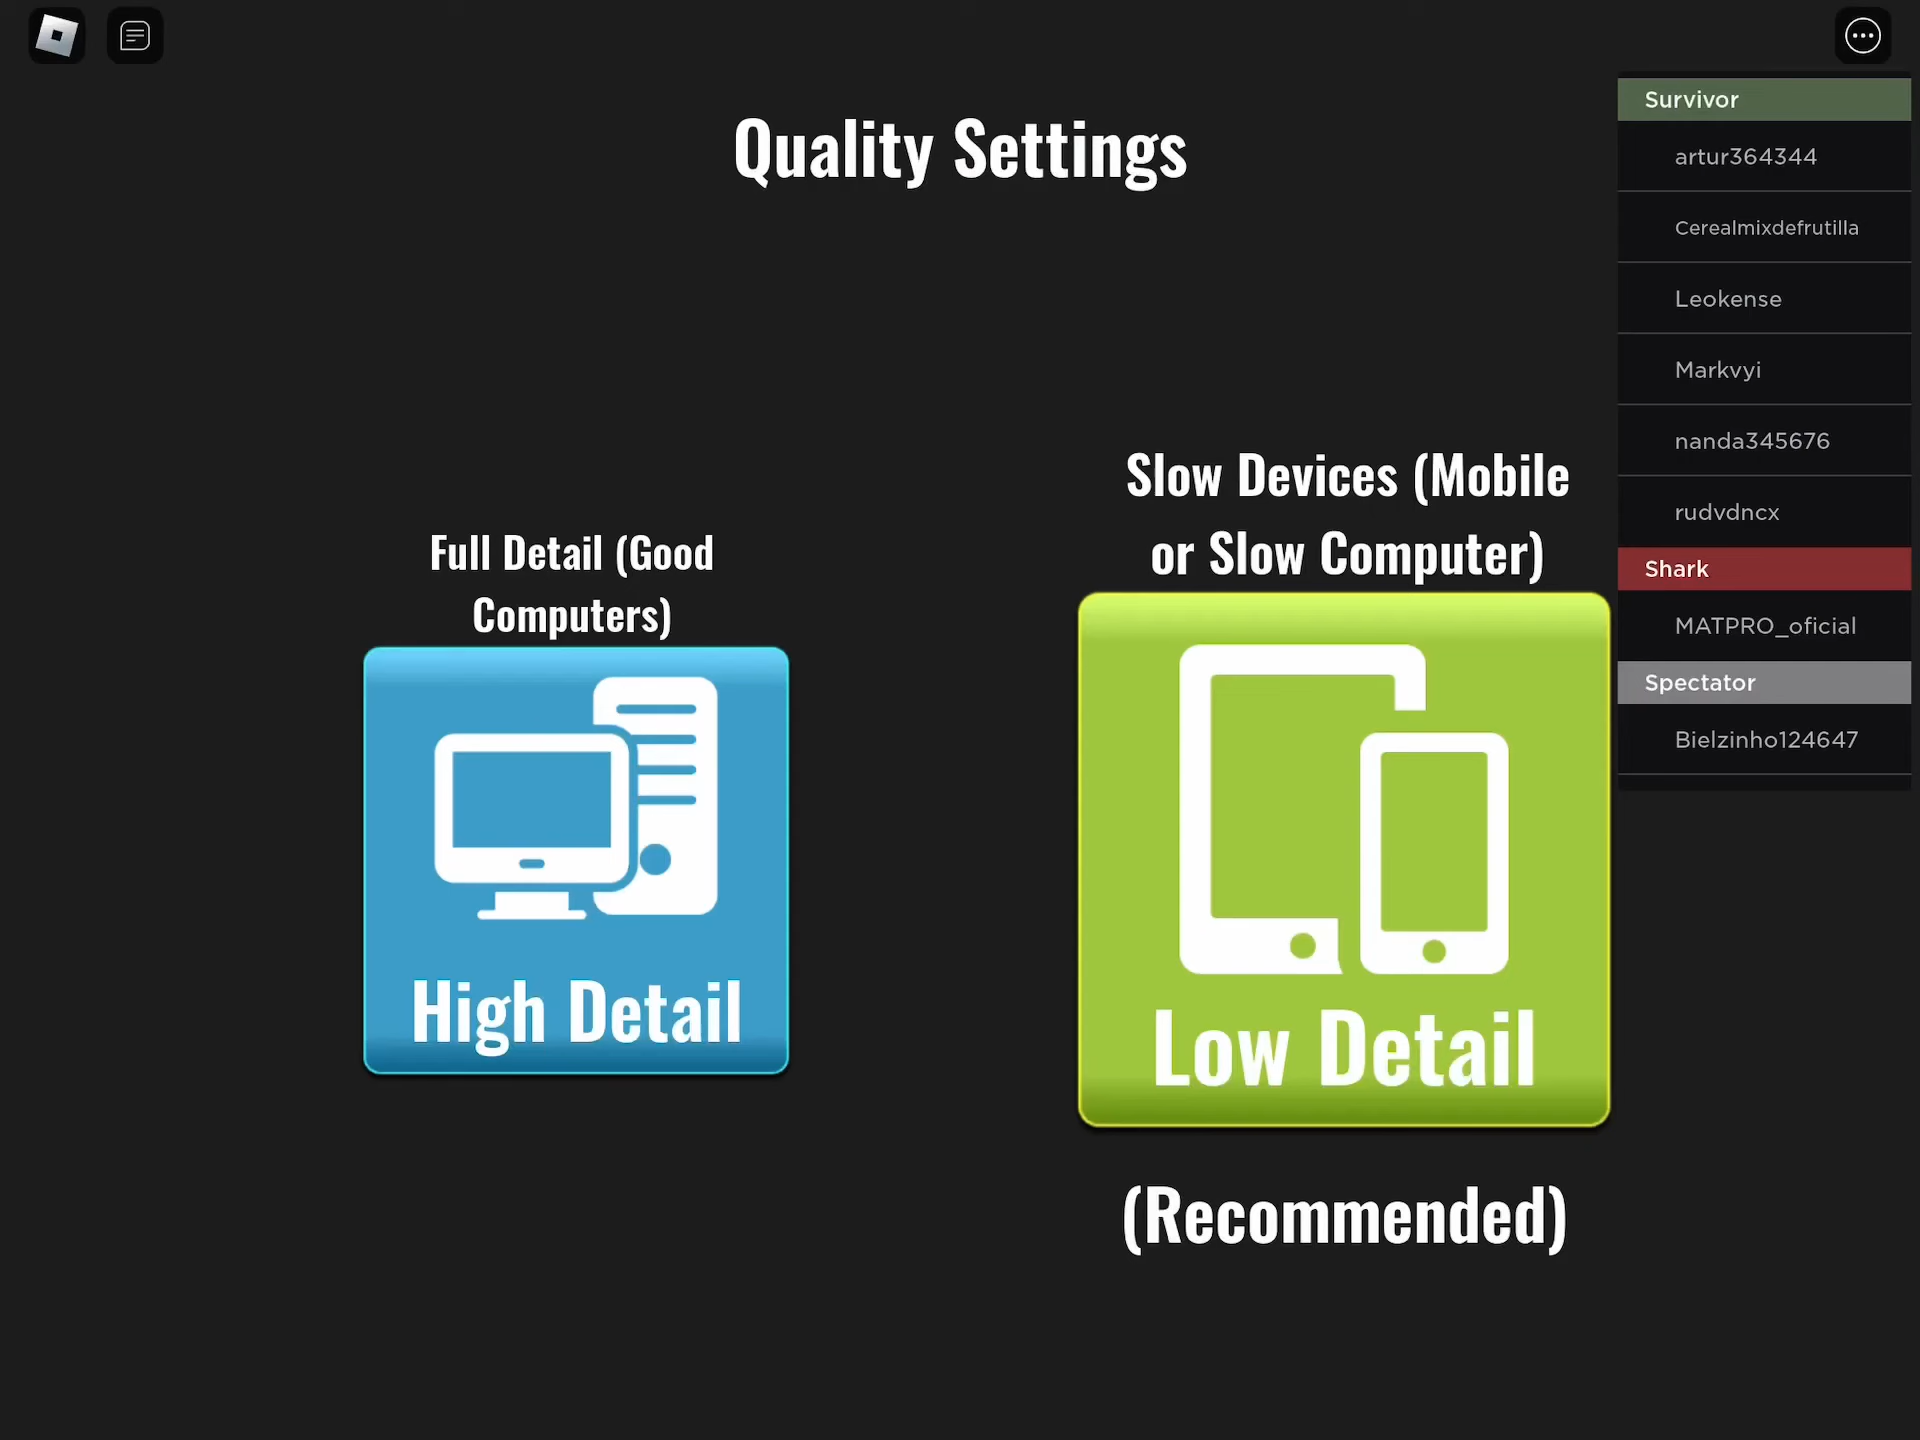 Quality Settings
Full Detail (Good
Computers)
High Detail
Slow Devices (Mobile
or Slow Computer)
Low Detail
(Recommended)
Survivor
artur364344
Cerealmixdefrutilla
Leokense
Markvyi
nanda345676
rudvdncx
Shark
MATPRO_oficial
Spectator
Bielzinho124647